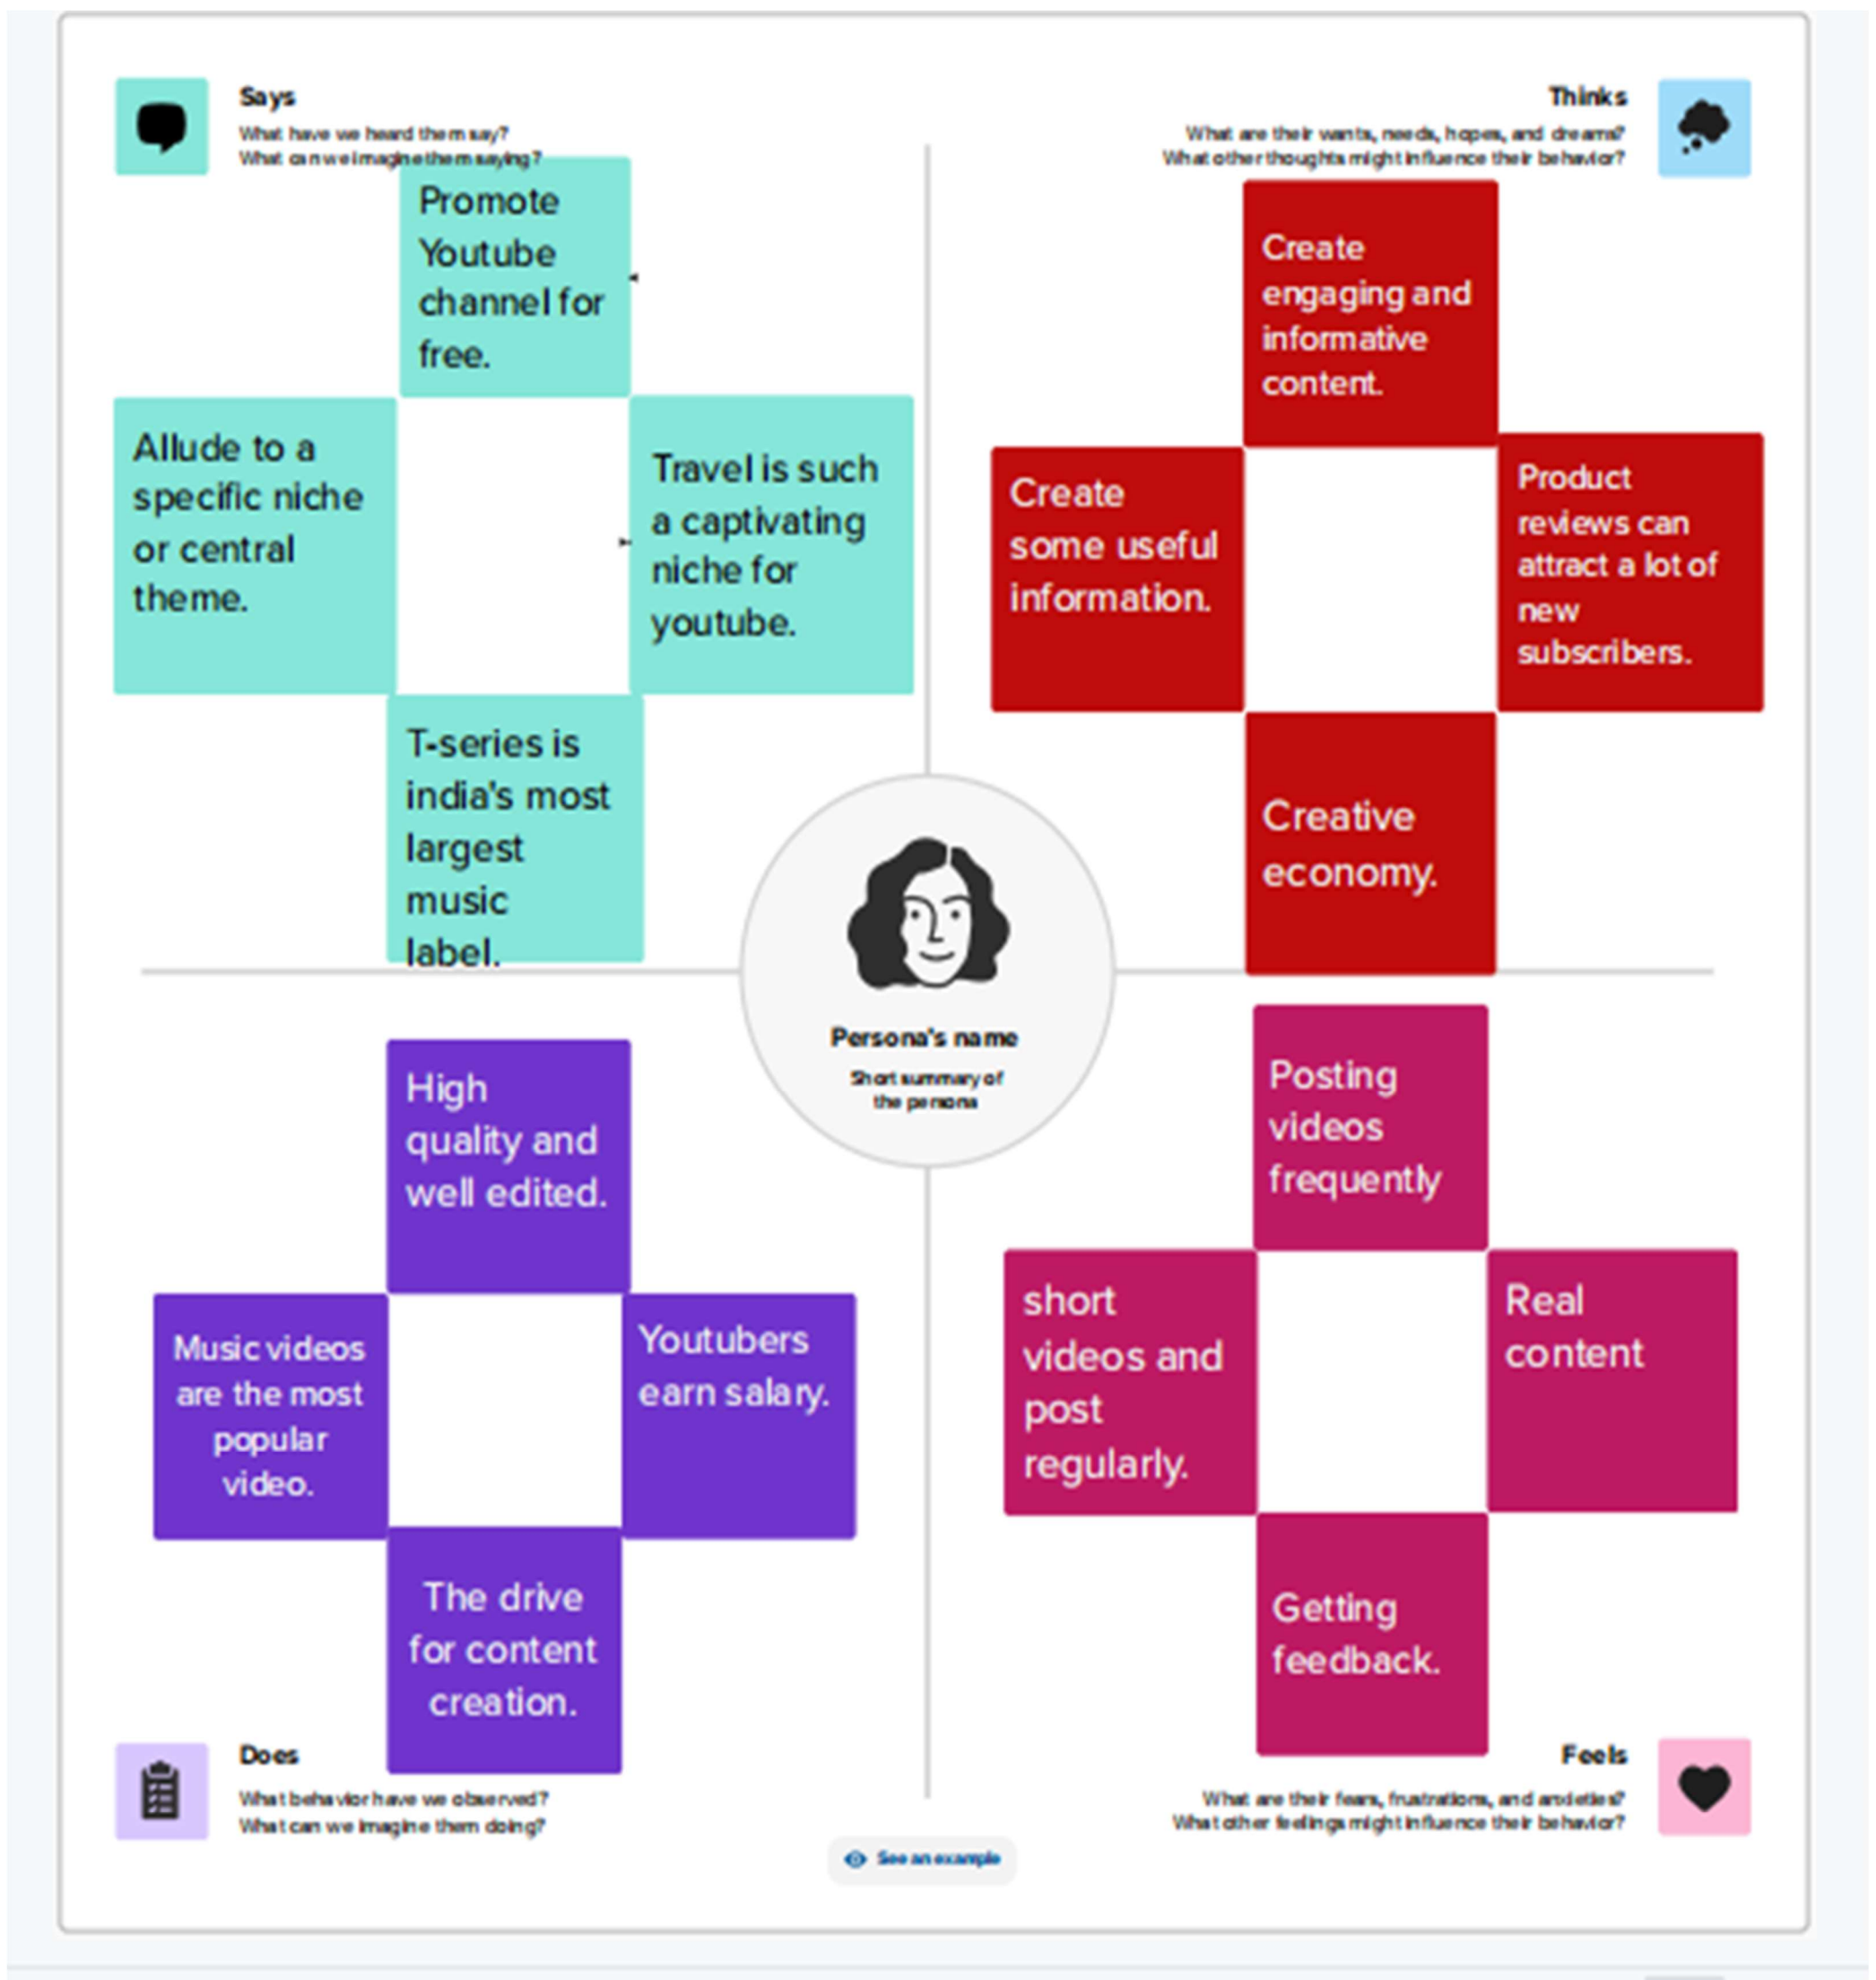 Says
What have we heard them say?
What can we imagine them saying?
Promote
Youtube
channel for
free.
Allude to a
specific niche
or central
theme.
Travel is such
a captivating
niche for
youtube.
T-series is
india's most
largest
music
label.
Thinks
What are their wants, needs, hopes, and dreams?
What other thoughts might influence their behavior?
Create
engaging and
informative
content.
Create
some useful
information.
Product
reviews can
attract a lot of
new
subscribers.
Creative
economy.
Persona's name
Short summary of
the persona
High
quality and
well edited.
Music videos
are the most
popular
video.
Youtubers
earn salary.
The drive
for content
creation.
Does
What behavior have we observed?
What can we imagine them doing?
Posting
videos
frequently
short
videos and
post
regularly.
Real
content
Getting
feedback.
Feels
What are their fears, frustrations, and anxieties?
What other feelings might influence their behavior?
See an example